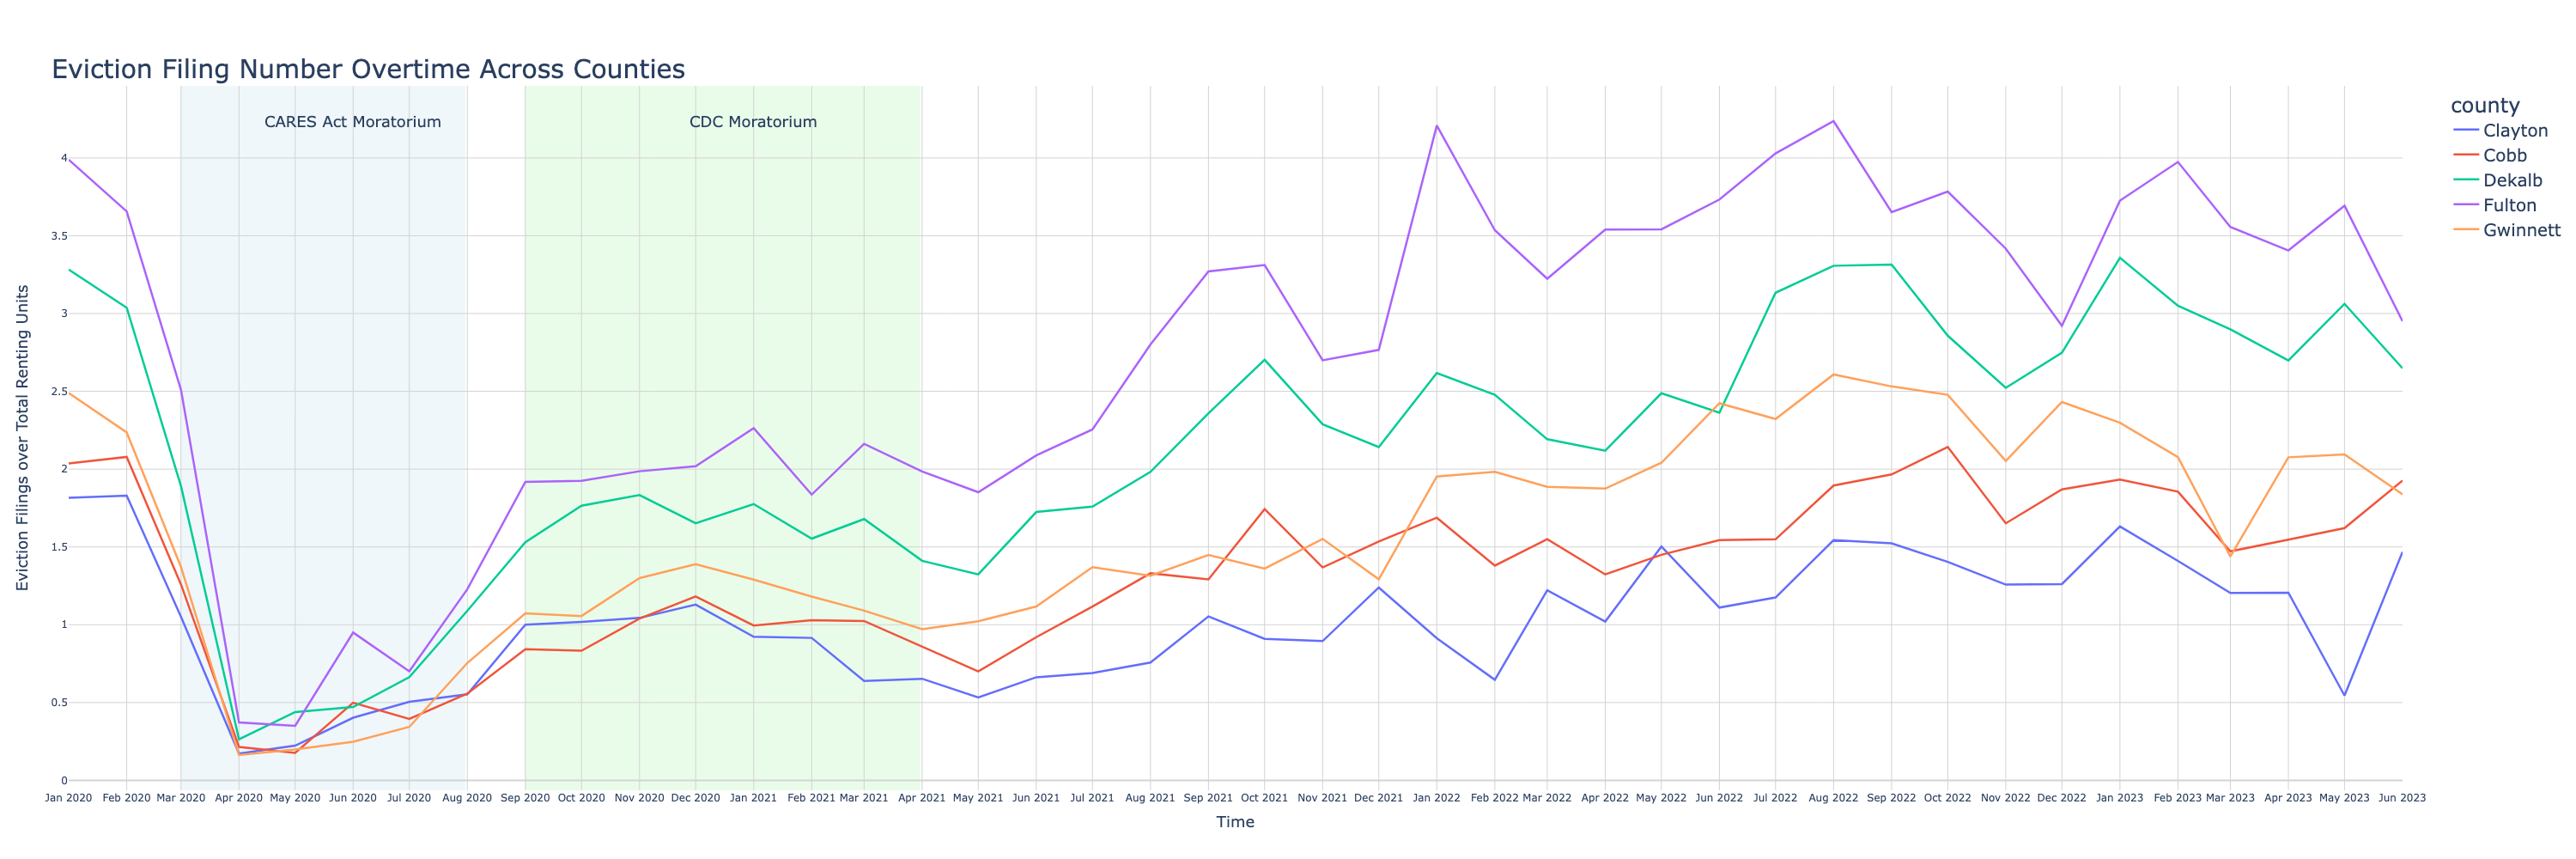 Eviction Filing Number Overtime Across Counties
CARES Act Moratorium
CDC Moratorium
county
Clayton
Cobb
Dekalb
Fulton
Gwinnett
Eviction Filings over Total Renting Units
4
3.5
3
2.5
2
1.5
1
0.5
0
Jan 2020 Feb 2020 Mar 2020 Apr 2020 May 2020 Jun 2020 Jul 2020 Aug 2020 Sep 2020 Oct 2020 Nov 2020 Dec 2020 Jan 2021 Feb 2021 Mar 2021 Apr 2021 May 2021 Jun 2021 Jul 2021 Aug 2021 Sep 2021 Oct 2021 Nov 2021 Dec 2021 Jan 2022 Feb 2022 Mar 2022 Apr 2022 May 2022 Jun 2022 Jul 2022 Aug 2022 Sep 2022 Oct 2022 Nov 2022 Dec 2022 Jan 2023 Feb 2023 Mar 2023 Apr 2023 May 2023 Jun 2023
Time